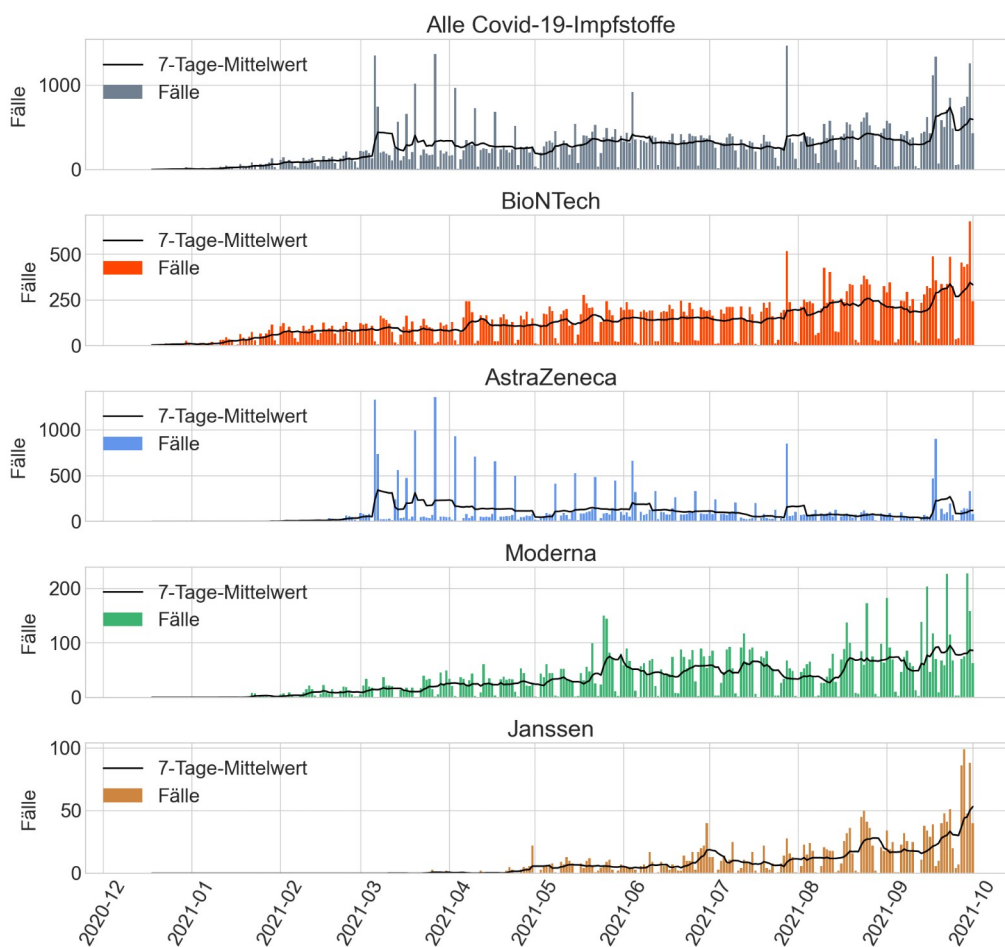 Alle Covid-19-Impfstoffe
Fälle
1000
0
7-Tage-Mittelwert
Fälle
BioNTech
Fälle
500
250
0
7-Tage-Mittelwert
Fälle
AstraZeneca
Fälle
1000
500
0
7-Tage-Mittelwert
Fälle
Moderna
Fälle
200
100
0
7-Tage-Mittelwert
Fälle
Janssen
Fälle
100
50
0
7-Tage-Mittelwert
Fälle
2020-12
2021-01
2021-02
2021-03
2021-04
2021-05
2021-06
2021-07
2021-08
2021-09
2021-10